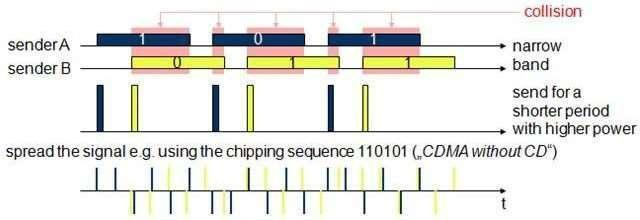 collision
sender A 1 0 1 narrow
sender B 0 1 1 band
send for a
shorter period
with higher power
spread the signal e.g. using the chipping sequence 110101 („CDMA without CD“)
t